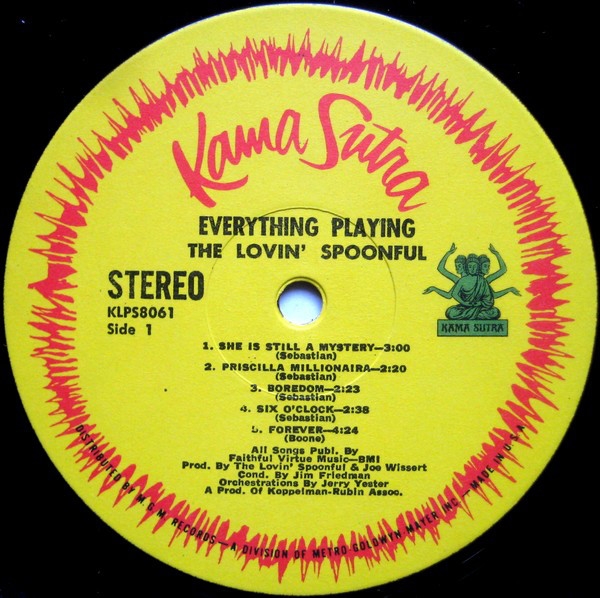 Kama Sutra
EVERYTHING PLAYING
THE LOVIN' SPOONFUL
STEREO
KLPS8061
Side 1
KAMA SUTRA
1. SHE IS STILL A MYSTERY—3:00
(Sebastian)
2. PRISCILLA MILLIONAIRA—2:20
(Sebastian)
3. BOREDOM—2:23
(Sebastian)
4. SIX O'CLOCK—2:38
(Sebastian)
5. FOREVER—4:24
(Boone)
All Songs Publ. By
Faithful Virtue Music—BMI
Prod. By The Lovin' Spoonful & Joe Wissert
Cond. By Jim Friedman
Orchestrations By Jerry Yester
A Prod. Of Koppelman-Rubin Assoc.
DISTRIBUTED BY M.G.M. RECORDS—A DIVISION OF METRO-GOLDWYN MAYER INC.—MADE IN U.S.A.